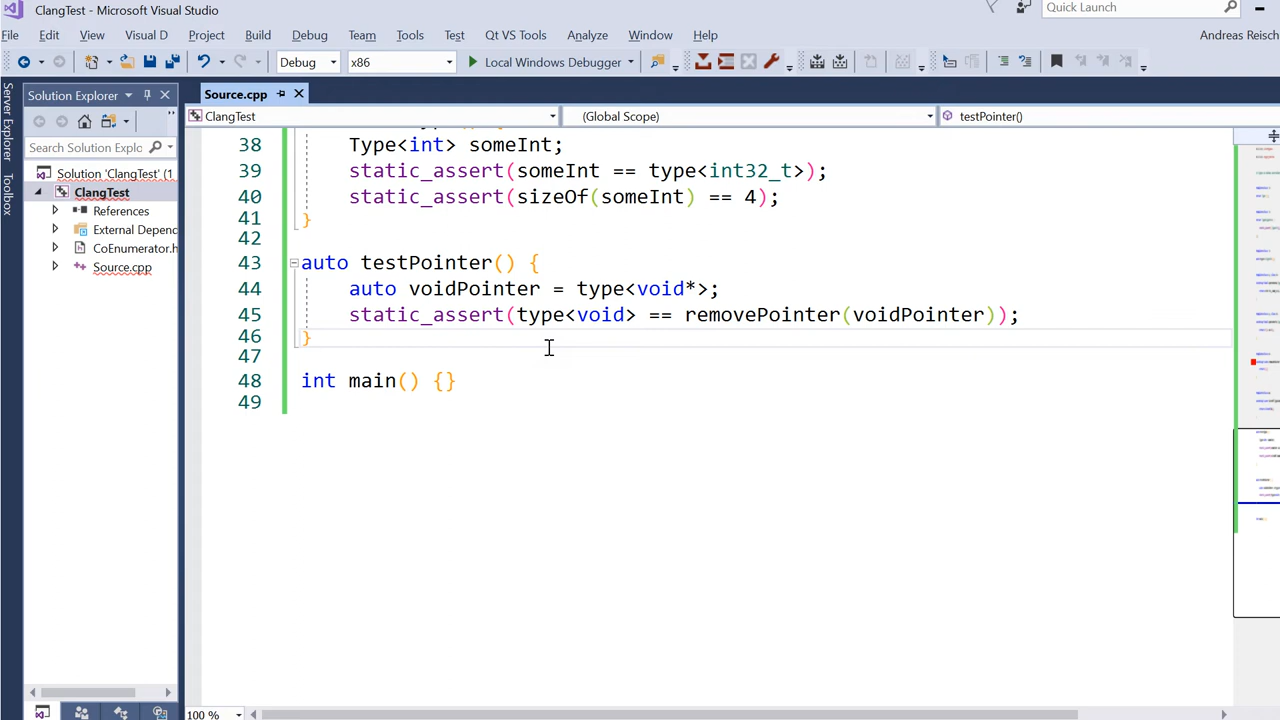 ClangTest - Microsoft Visual Studio
Quick Launch
File Edit View Visual D Project Build Debug Team Tools Test Qt VS Tools Analyze Window Help Andreas Reisch
Debug x86 Local Windows Debugger
Server Explorer
Toolbox
Solution Explorer
Source.cpp
ClangTest
(Global Scope)
testPointer()
Search Solution Explo
Solution 'ClangTest' (1
ClangTest
References
External Depenc
CoEnumerator.h
Source.cpp
38 Type<int> someInt;
39 static_assert(someInt == type<int32_t>);
40 static_assert(sizeOf(someInt) == 4);
41 }
42
43 auto testPointer() {
44 auto voidPointer = type<void*>;
45 static_assert(type<void> == removePointer(voidPointer));
46 }
47
48 int main() {}
49
100 %